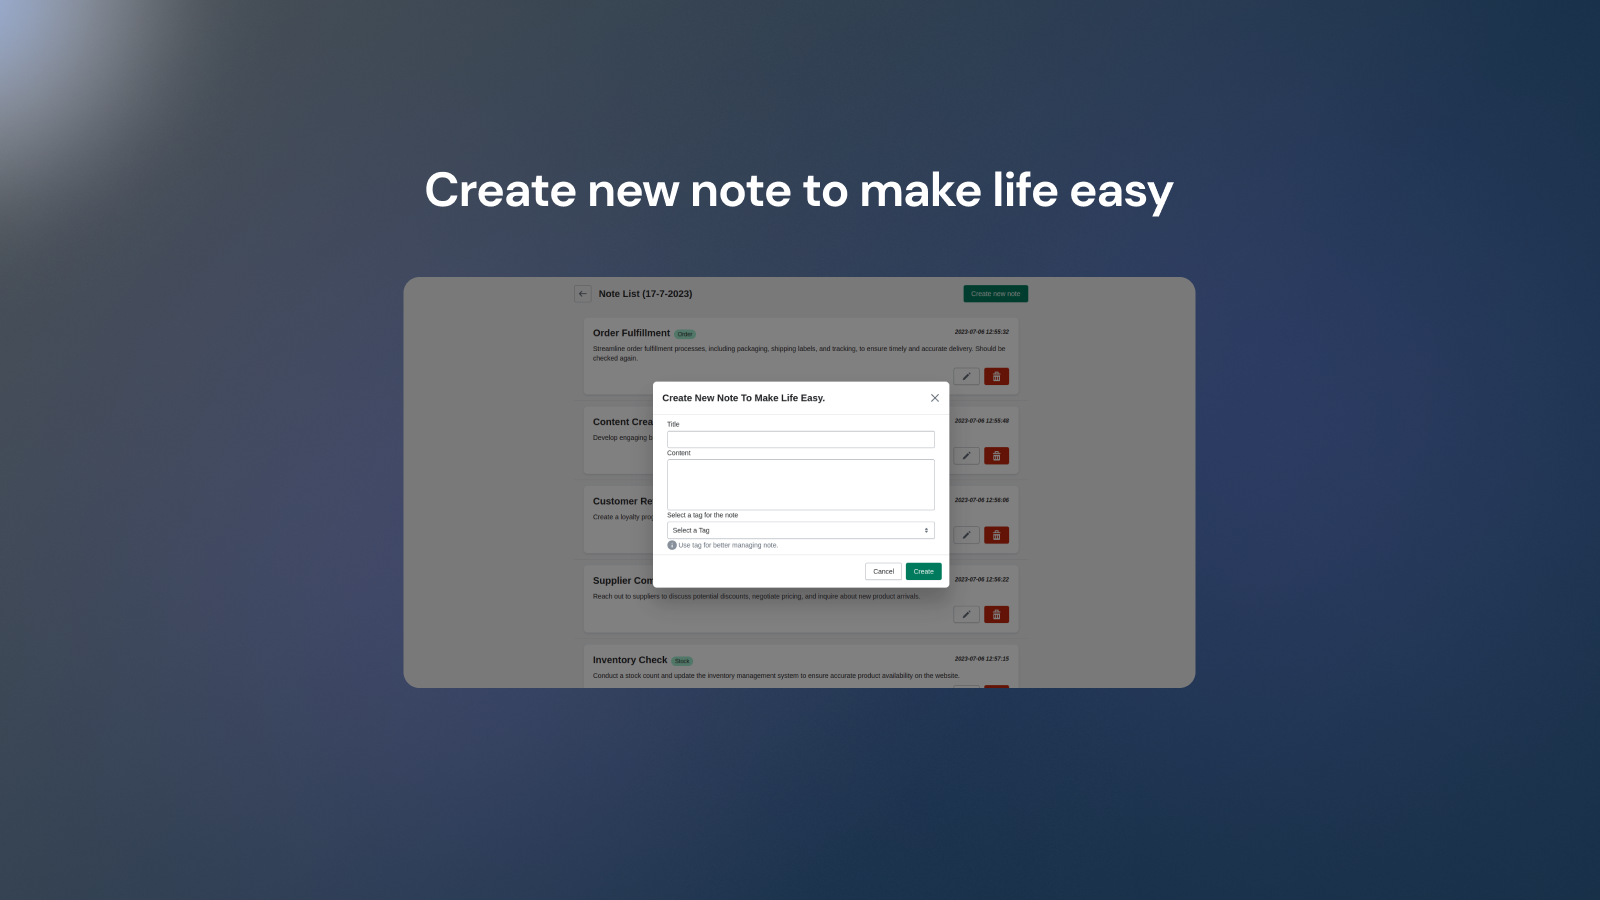 Create new note to make life easy
Note List (17-7-2023)
Create new note
Order Fulfillment
Order
2023-07-06 12:55:32
Streamline order fulfillment processes, including packaging, shipping labels, and tracking, to ensure timely and accurate delivery. Should be
checked again.
Create New Note To Make Life Easy.
Title
Content
Select a tag for the note
Select a Tag
Use tag for better managing note.
Cancel
Create
Content Crea
2023-07-06 12:55:48
Develop engaging b
Customer Re
2023-07-06 12:56:06
Create a loyalty prog
Supplier Com
2023-07-06 12:56:22
Reach out to suppliers to discuss potential discounts, negotiate pricing, and inquire about new product arrivals.
Inventory Check
Stock
2023-07-06 12:57:15
Conduct a stock count and update the inventory management system to ensure accurate product availability on the website.